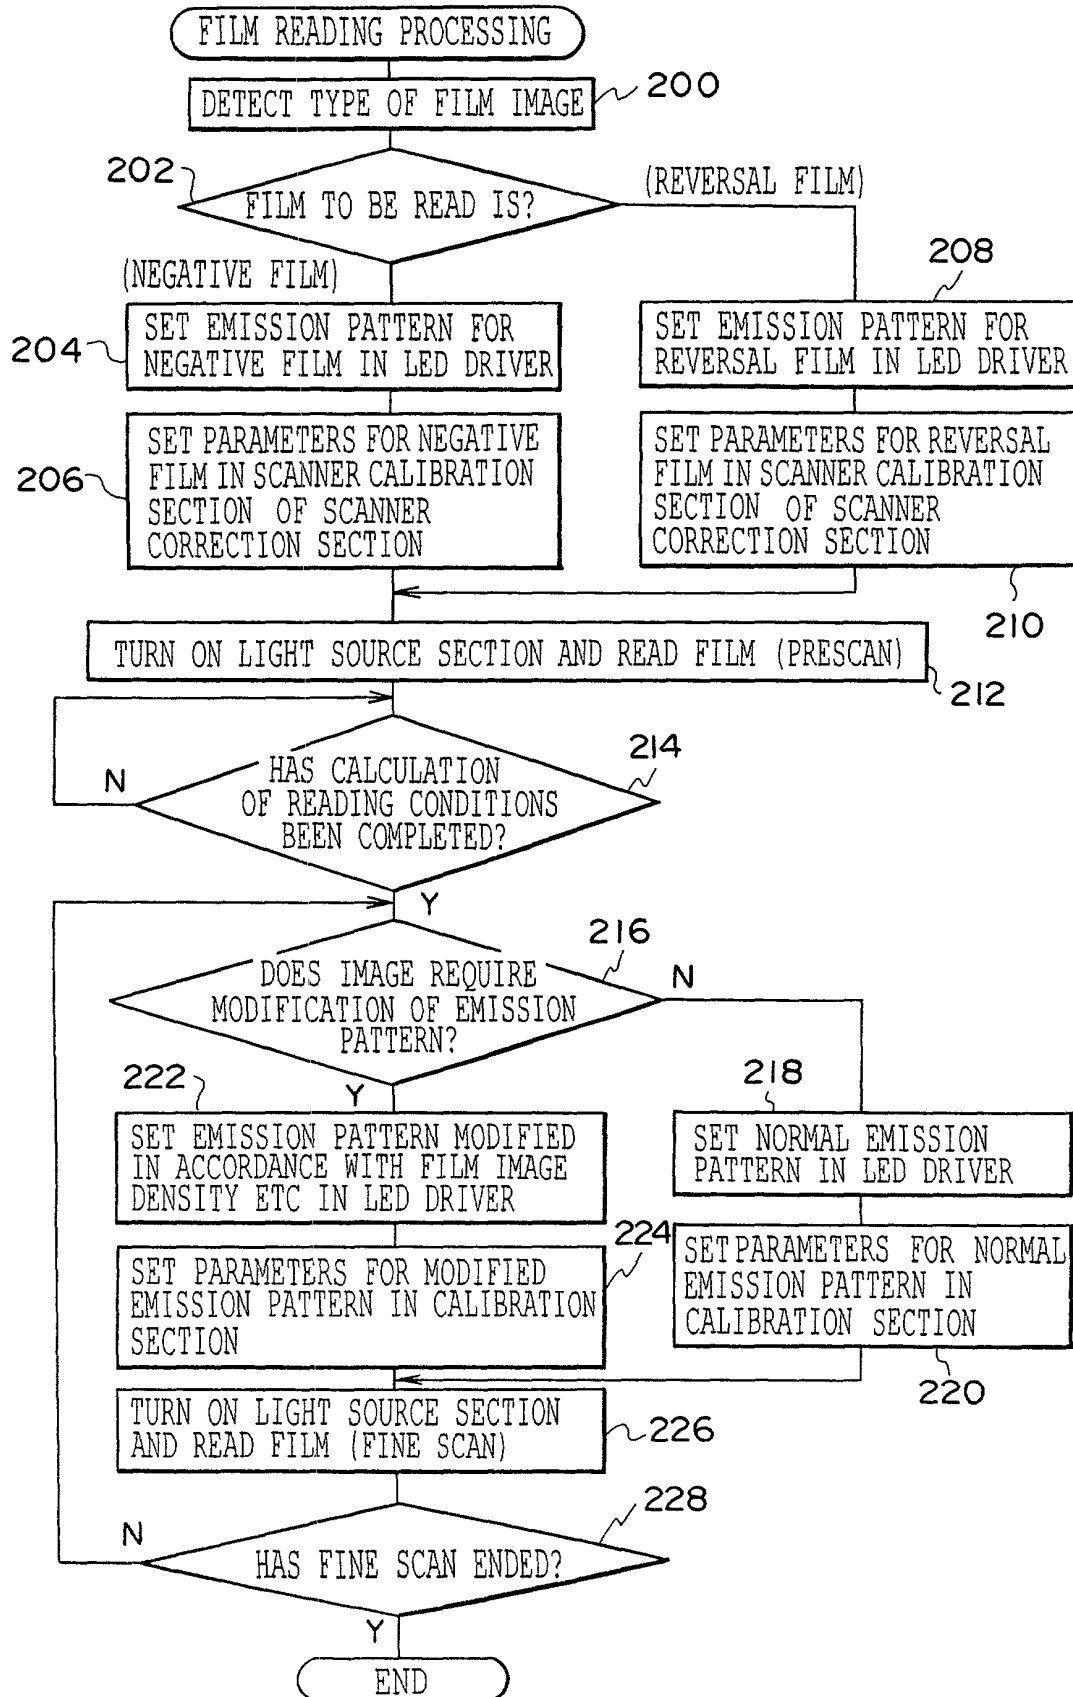 FILM READING PROCESSING
DETECT TYPE OF FILM IMAGE
200
202
FILM TO BE READ IS?
(REVERSAL FILM)
(NEGATIVE FILM)
204
SET EMISSION PATTERN FOR
NEGATIVE FILM IN LED DRIVER
208
SET EMISSION PATTERN FOR
REVERSAL FILM IN LED DRIVER
206
SET PARAMETERS FOR NEGATIVE
FILM IN SCANNER CALIBRATION
SECTION OF SCANNER
CORRECTION SECTION
SET PARAMETERS FOR REVERSAL
FILM IN SCANNER CALIBRATION
SECTION OF SCANNER
CORRECTION SECTION
210
TURN ON LIGHT SOURCE SECTION AND READ FILM (PRESCAN)
212
N
HAS CALCULATION
OF READING CONDITIONS
BEEN COMPLETED?
214
Y
DOES IMAGE REQUIRE
MODIFICATION OF EMISSION
PATTERN?
216
N
Y
222
SET EMISSION PATTERN MODIFIED
IN ACCORDANCE WITH FILM IMAGE
DENSITY ETC IN LED DRIVER
218
SET NORMAL EMISSION
PATTERN IN LED DRIVER
224
SET PARAMETERS FOR MODIFIED
EMISSION PATTERN IN CALIBRATION
SECTION
SET PARAMETERS FOR NORMAL
EMISSION PATTERN IN
CALIBRATION SECTION
220
TURN ON LIGHT SOURCE SECTION
AND READ FILM (FINE SCAN)
226
N
HAS FINE SCAN ENDED?
228
Y
END